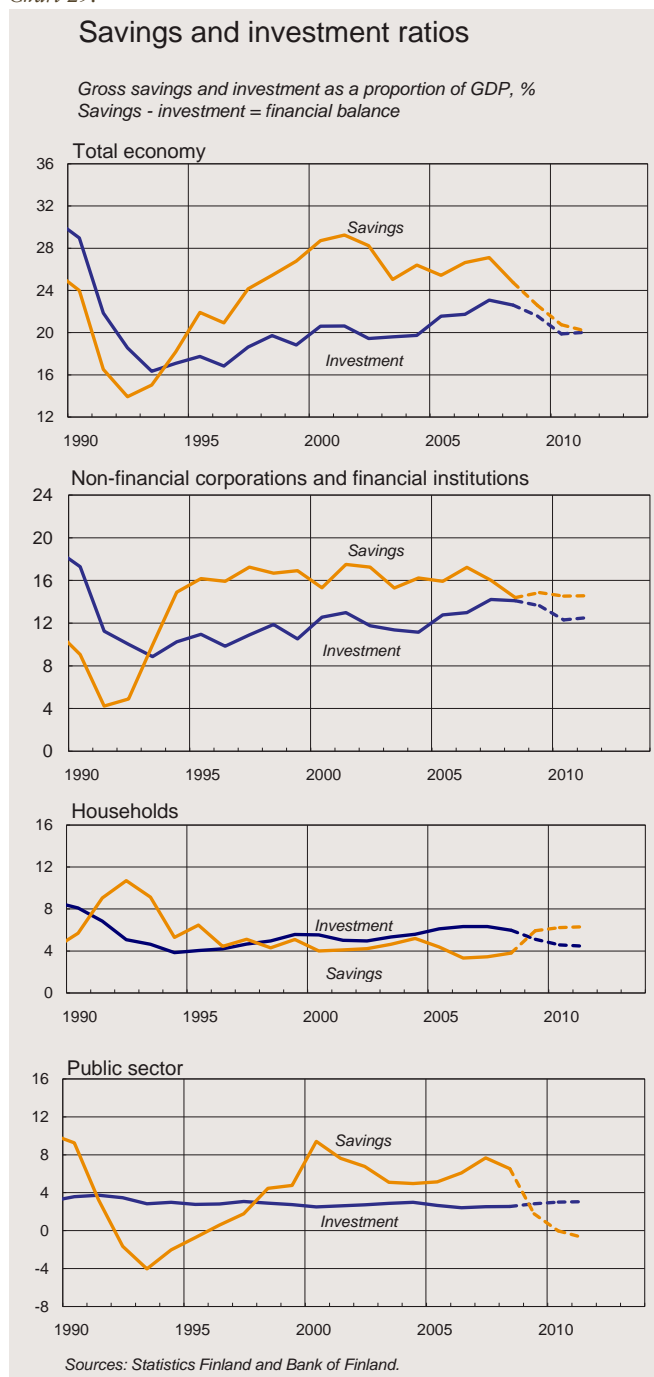 Chart 29.
Savings and investment ratios
Gross savings and investment as a proportion of GDP, %
Savings - investment = financial balance
Total economy
36
32
28
24
20
16
12
Savings
Investment
1990 1995 2000 2005 2010
Non-financial corporations and financial institutions
24
20
16
12
8
4
0
Savings
Investment
1990 1995 2000 2005 2010
Households
16
12
8
4
0
Investment
Savings
1990 1995 2000 2005 2010
Public sector
16
12
8
4
0
-4
-8
Savings
Investment
1990 1995 2000 2005 2010
Sources: Statistics Finland and Bank of Finland.